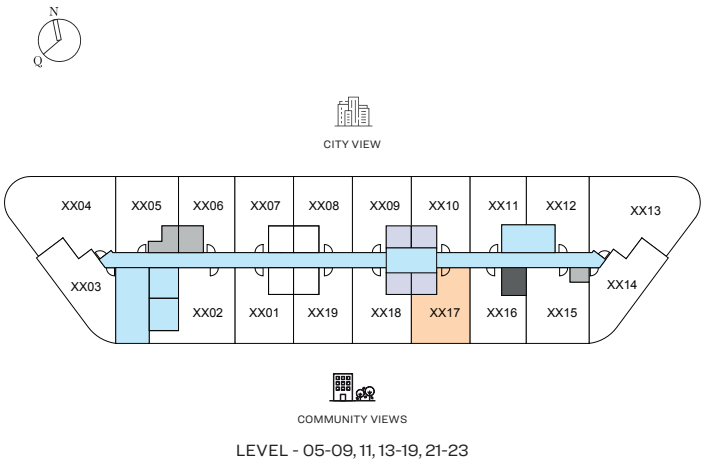 N
Q
CITY VIEW
XX04 XX05 XX06 XX07 XX08 XX09 XX10 XX11 XX12 XX13
XX03 XX02 XX01 XX19 XX18 XX17 XX16 XX15 XX14
COMMUNITY VIEWS
LEVEL - 05-09, 11, 13-19, 21-23